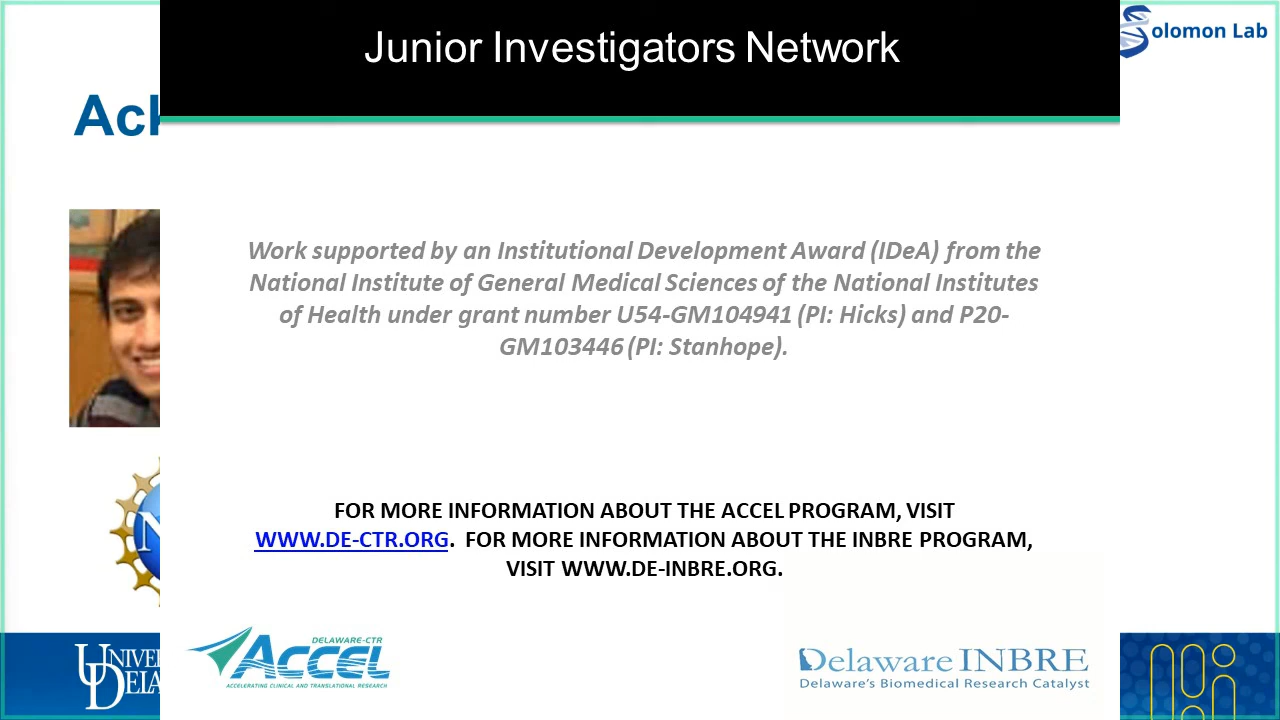 Junior Investigators Network
olomon Lab
Ack
Work supported by an Institutional Development Award (IDeA) from the
National Institute of General Medical Sciences of the National Institutes
of Health under grant number U54-GM104941 (PI: Hicks) and P20-
GM103446 (PI: Stanhope).
N
FOR MORE INFORMATION ABOUT THE ACCEL PROGRAM, VISIT
WWW.DE-CTR.ORG. FOR MORE INFORMATION ABOUT THE INBRE PROGRAM,
VISIT WWW.DE-INBRE.ORG.
UNIVER
DELA
DELAWARE-CTR
ACCEL
ACCELERATING CLINICAL AND TRANSLATIONAL RESEARCH
Delaware INBRE
Delaware's Biomedical Research Catalyst